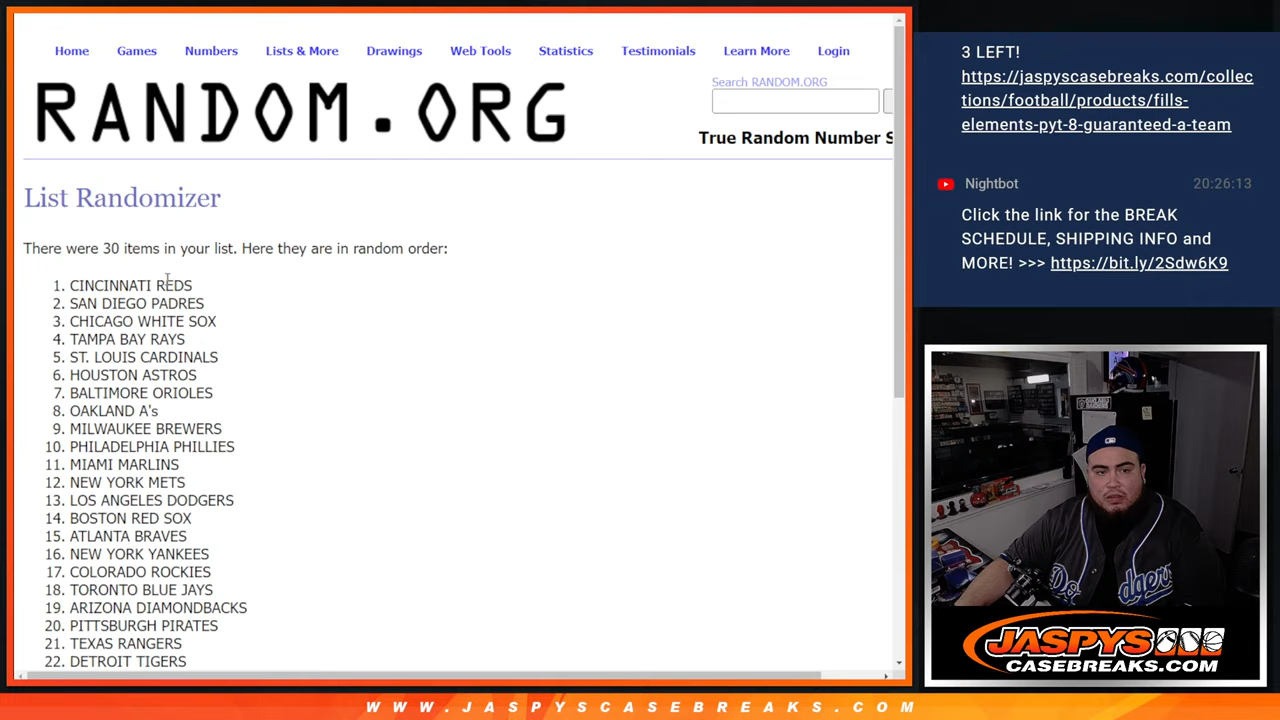 Home Games Numbers Lists & More Drawings Web Tools Statistics Testimonials Learn More Login
RANDOM.ORG
Search RANDOM.ORG
True Random Number S
List Randomizer
There were 30 items in your list. Here they are in random order:
1. CINCINNATI REDS
2. SAN DIEGO PADRES
3. CHICAGO WHITE SOX
4. TAMPA BAY RAYS
5. ST. LOUIS CARDINALS
6. HOUSTON ASTROS
7. BALTIMORE ORIOLES
8. OAKLAND A's
9. MILWAUKEE BREWERS
10. PHILADELPHIA PHILLIES
11. MIAMI MARLINS
12. NEW YORK METS
13. LOS ANGELES DODGERS
14. BOSTON RED SOX
15. ATLANTA BRAVES
16. NEW YORK YANKEES
17. COLORADO ROCKIES
18. TORONTO BLUE JAYS
19. ARIZONA DIAMONDBACKS
20. PITTSBURGH PIRATES
21. TEXAS RANGERS
22. DETROIT TIGERS
3 LEFT!
https://jaspyscasebreaks.com/collec
tions/football/products/fills-
elements-pyt-8-guaranteed-a-team
Nightbot 20:26:13
Click the link for the BREAK
SCHEDULE, SHIPPING INFO and
MORE! >>> https://bit.ly/2Sdw6K9
JASPYS
CASEBREAKS.COM
WWW.JASPYSCASEBREAKS.COM